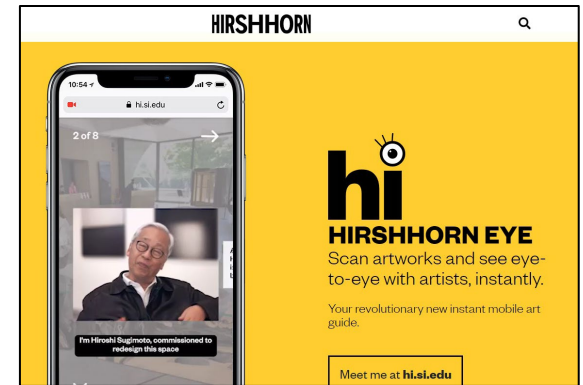 HIRSHHORN
10:54
hi.si.edu
2 of 8
I'm Hiroshi Sugimoto, commissioned to
redesign this space
hi
HIRSHHORN EYE
Scan artworks and see eye-
to-eye with artists, instantly.
Your revolutionary new instant mobile art
guide.
Meet me at hi.si.edu